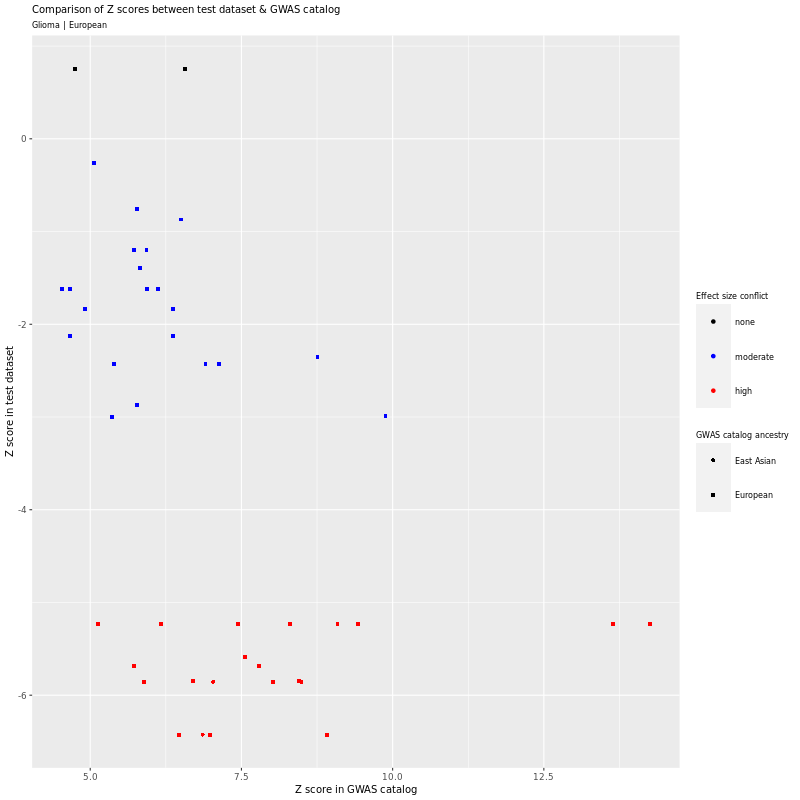 Comparison of Z scores between test dataset & GWAS catalog
Glioma | European
Z score in test dataset
0
-2
-4
-6
5.0
7.5
10.0
12.5
Z score in GWAS catalog
Effect size conflict
none
moderate
high
GWAS catalog ancestry
East Asian
European